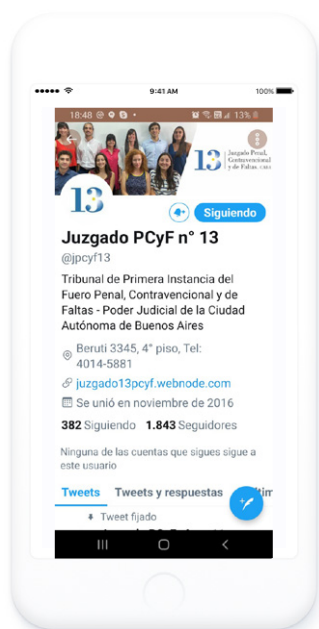 9:41 AM
100%
18:48
13%
13
Juzgado Penal,
Contravencional
y de Faltas. CABA
13
Siguiendo
Juzgado PCyF n° 13
@jpcyf13
Tribunal de Primera Instancia del
Fuero Penal, Contravencional y de
Faltas - Poder Judicial de la Ciudad
Autónoma de Buenos Aires
Beruti 3345, 4° piso, Tel:
4014-5881
juzgado13pcyf.webnode.com
Se unió en noviembre de 2016
382 Siguiendo 1.843 Seguidores
Ninguna de las cuentas que sigues sigue a
este usuario
Tweets Tweets y respuestas
Tweet fijado